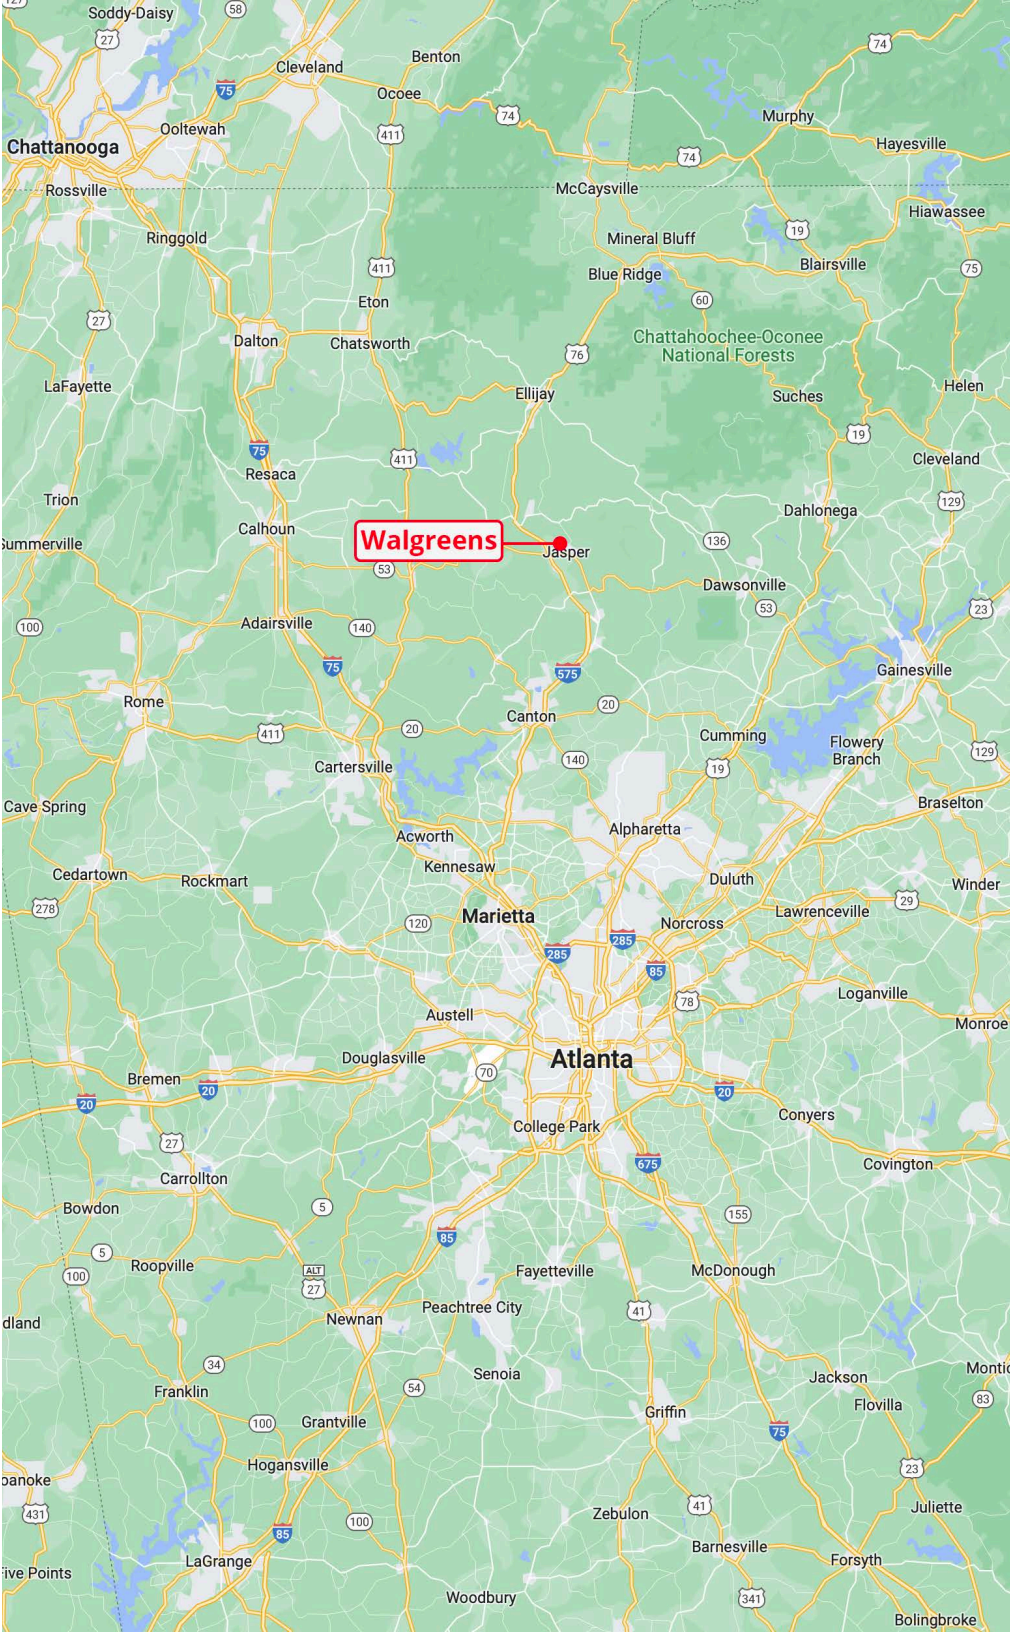 127
Soddy-Daisy
58
27
74
Benton
Cleveland
75
Ocoee
74
Murphy
Ooltewah
411
Chattanooga
Hayesville
74
Rossville
McCaysville
Hiawassee
19
Ringgold
Mineral Bluff
411
Blue Ridge
Blairsville
75
Eton
60
27
Dalton
Chatsworth
Chattahoochee-Oconee
National Forests
76
LaFayette
Ellijay
Suches
Helen
19
75
411
Cleveland
Resaca
Trion
129
Dahlonega
Calhoun
Summerville
Walgreens
136
Jasper
53
Dawsonville
53
23
100
Adairsville
140
75
575
Gainesville
Rome
20
Canton
411
20
Cumming
Flowery
Branch
129
140
Cartersville
19
Cave Spring
Braselton
Acworth
Alpharetta
Kennesaw
Cedartown
Rockmart
Duluth
Winder
278
29
Marietta
Lawrenceville
120
Norcross
285
285
85
Loganville
78
Austell
Monroe
Douglasville
Atlanta
70
Bremen
20
20
20
Conyers
College Park
27
675
Covington
Carrollton
Bowdon
5
155
85
5
Roopville
100
ALT
27
Fayetteville
McDonough
Peachtree City
41
dland
Newnan
34
Senoia
Montic
Jackson
Franklin
54
83
Flovilla
100
Grantville
Griffin
75
Hogansville
23
oanoke
431
41
Juliette
Zebulon
100
85
Barnesville
LaGrange
Forsyth
Five Points
Woodbury
341
Bolingbroke